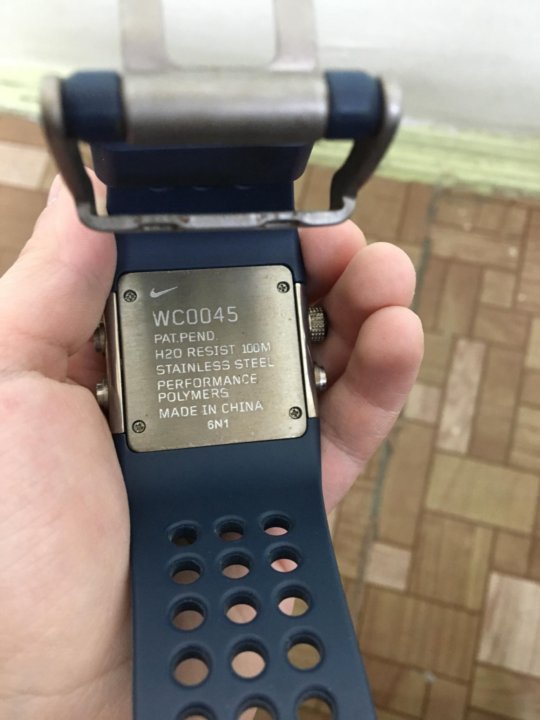 WC0045
PAT.PEND.
H2O RESIST 100M
STAINLESS STEEL
PERFORMANCE
POLYMERS
MADE IN CHINA
6N1